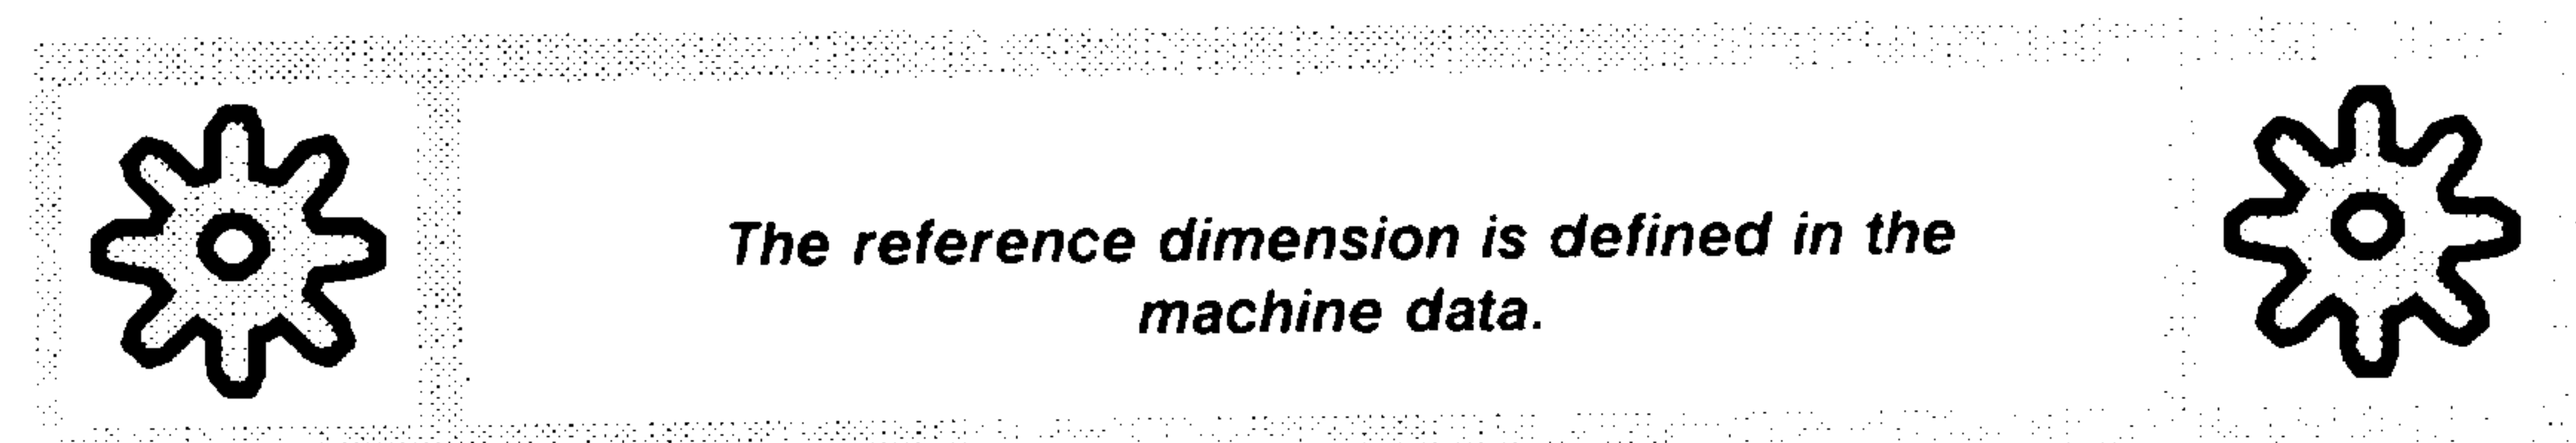 The reference dimension is defined in the
machine data.